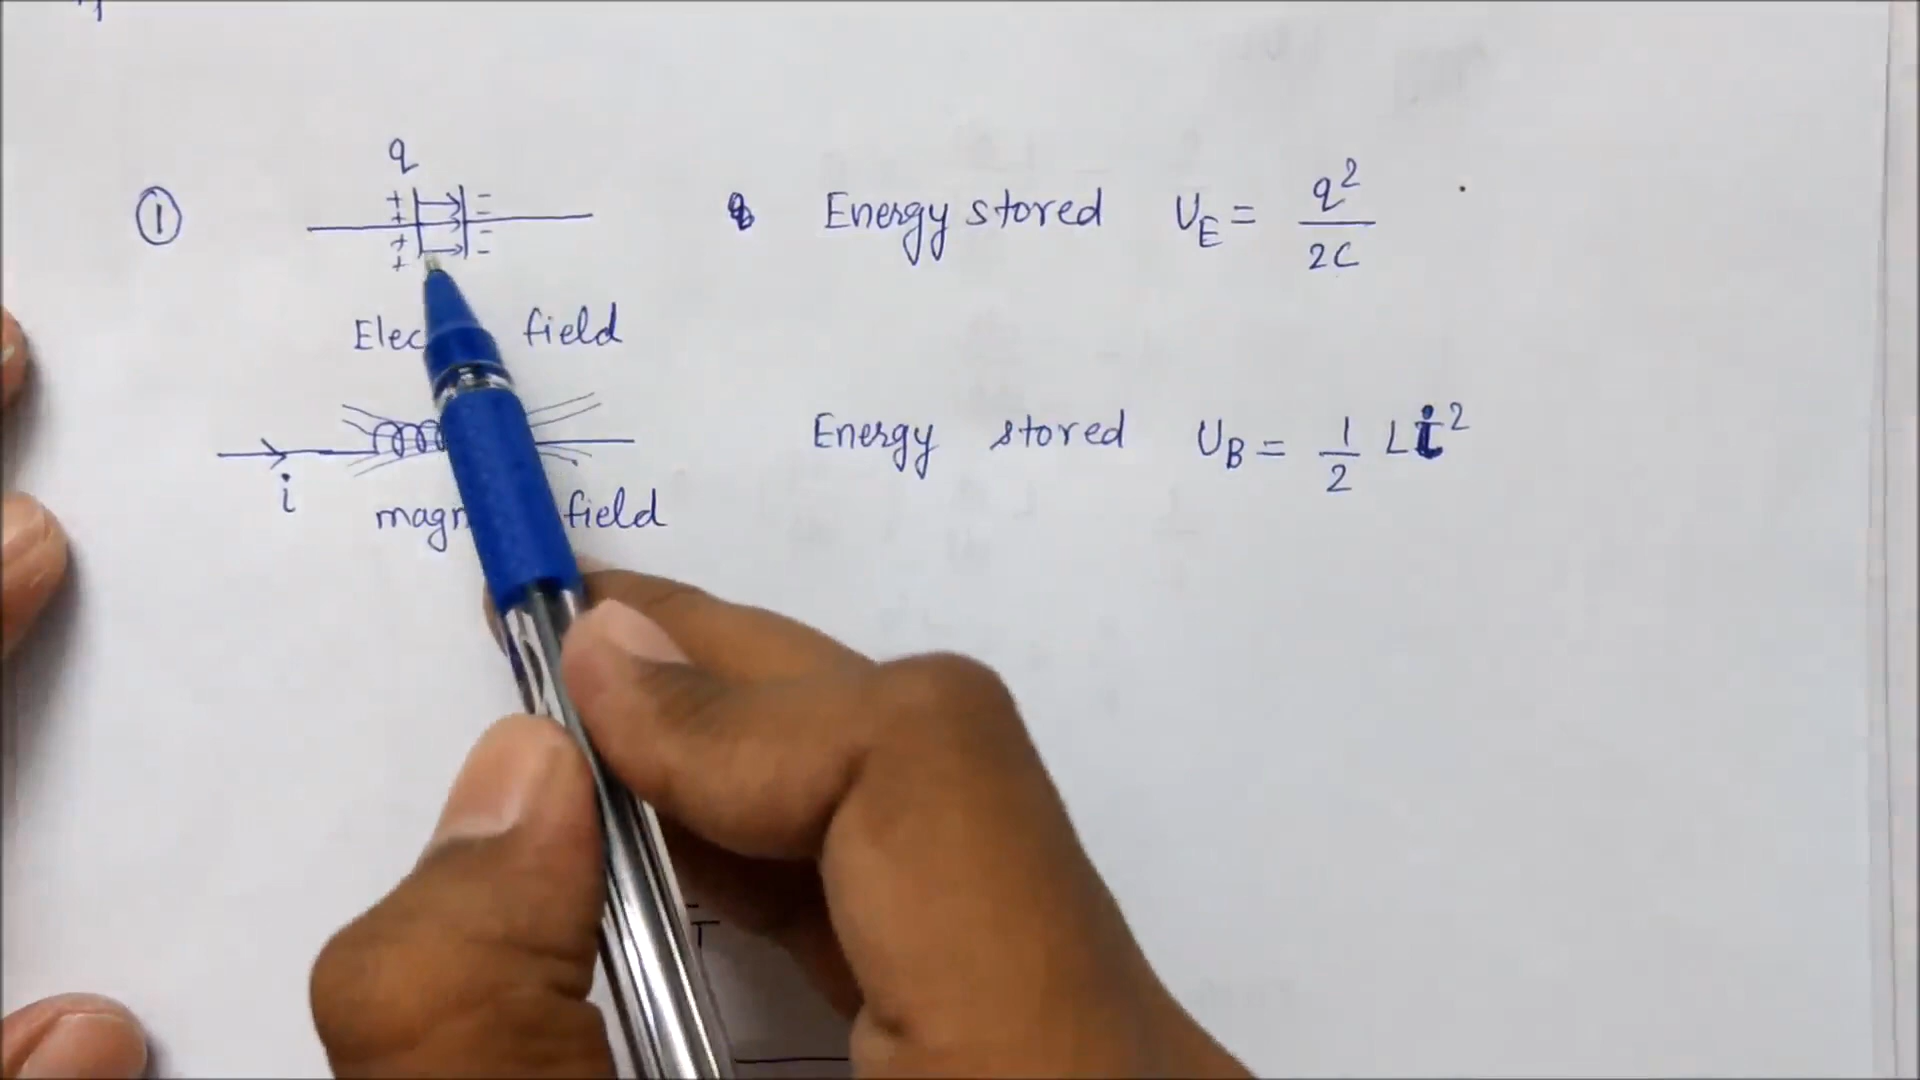 q
① + + + + - - - - Energy stored U_E = q²/2C
Elec field
Energy stored U_B = 1/2 Li²
i
magn field
T